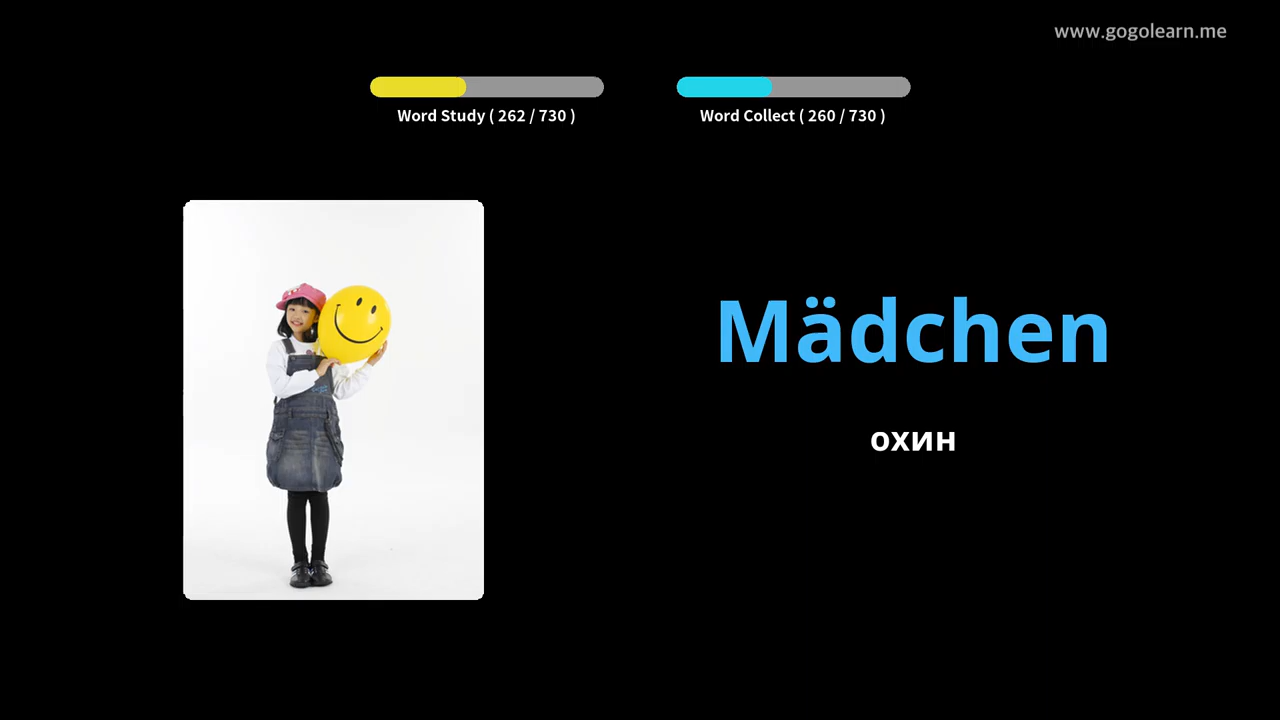 www.gogolearn.me
Word Study ( 262 / 730 )
Word Collect ( 260 / 730 )
Mädchen
охин